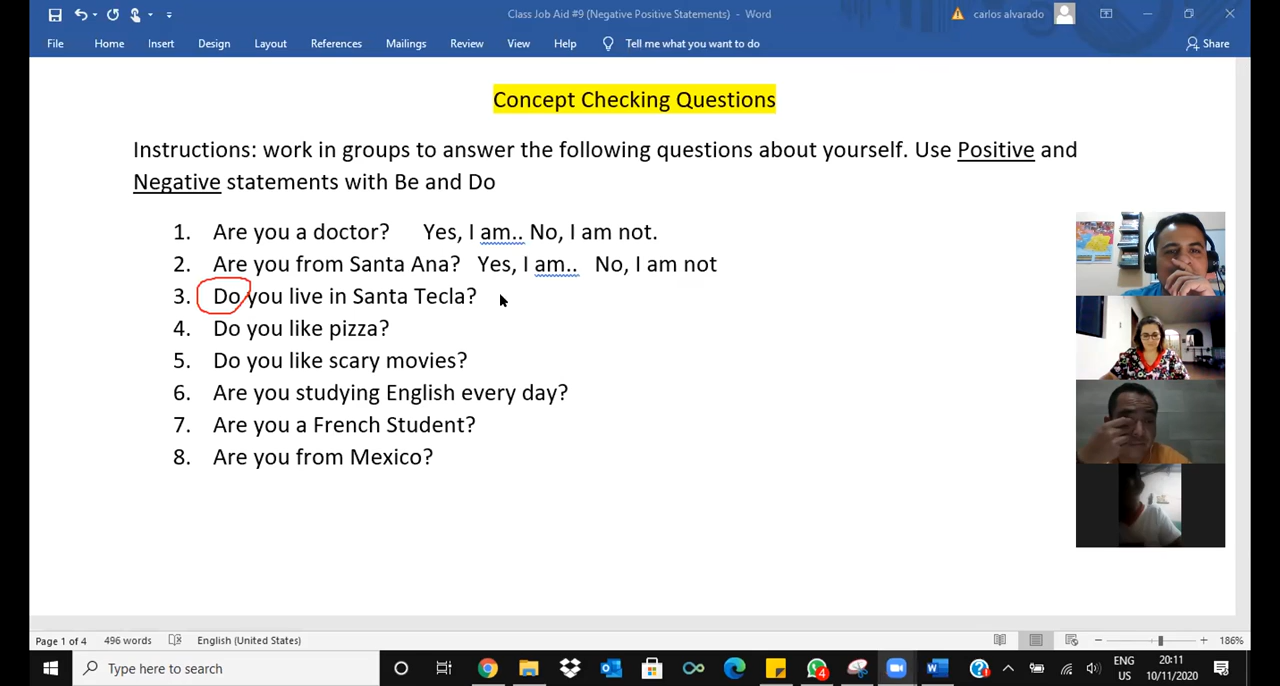 Class Job Aid #9 (Negative Positive Statements) - Word
carlos alvarado
File Home Insert Design Layout References Mailings Review View Help Tell me what you want to do Share
Concept Checking Questions
Instructions: work in groups to answer the following questions about yourself. Use Positive and
Negative statements with Be and Do
1. Are you a doctor? Yes, I am.. No, I am not.
2. Are you from Santa Ana? Yes, I am.. No, I am not
3. Do you live in Santa Tecla?
4. Do you like pizza?
5. Do you like scary movies?
6. Are you studying English every day?
7. Are you a French Student?
8. Are you from Mexico?
Page 1 of 4 496 words English (United States) 186%
Type here to search 4 ENG 20:11
US 10/11/2020